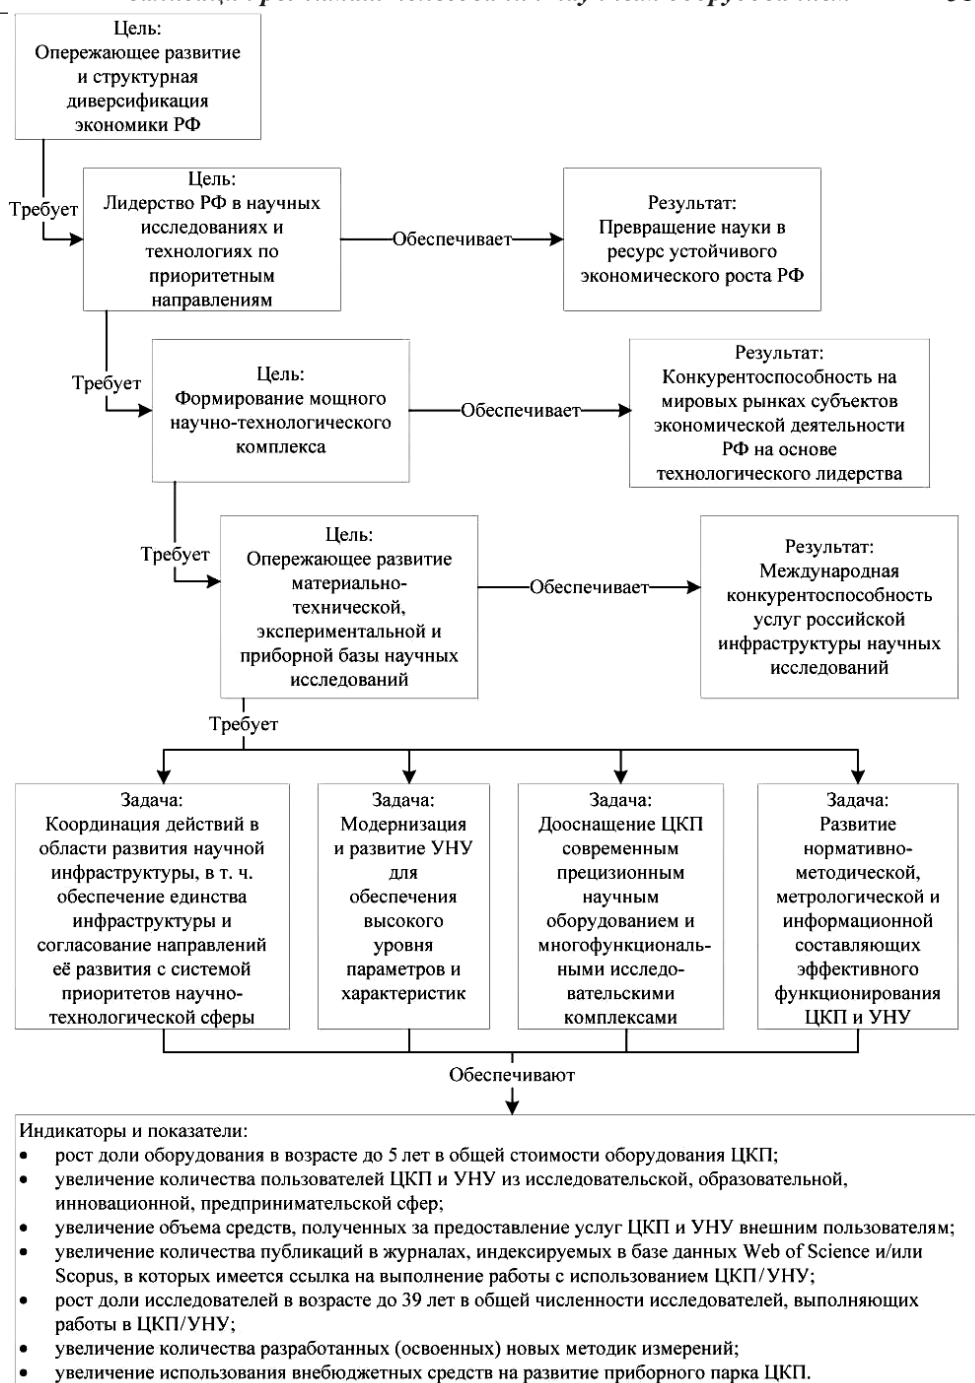 Цель:
Опережающее развитие
и структурная
диверсификация
экономики РФ
Требует
Цель:
Лидерство РФ в научных
исследованиях и
технологиях по
приоритетным
направлениям
Обеспечивает
Результат:
Превращение науки в
ресурс устойчивого
экономического роста РФ
Требует
Цель:
Формирование мощного
научно-технологического
комплекса
Обеспечивает
Результат:
Конкурентоспособность на
мировых рынках субъектов
экономической деятельности
РФ на основе
технологического лидерства
Требует
Цель:
Опережающее развитие
материально-
технической,
экспериментальной и
приборной базы научных
исследований
Обеспечивает
Результат:
Международная
конкурентоспособность
услуг российской
инфраструктуры научных
исследований
Требует
Задача:
Координация действий в
области развития научной
инфраструктуры, в т. ч.
обеспечение единства
инфраструктуры и
согласование направлений
её развития с системой
приоритетов научно-
технологической сферы
Задача:
Модернизация
и развитие УНУ
для
обеспечения
высокого
уровня
параметров и
характеристик
Задача:
Дооснащение ЦКП
современным
прецизионным
научным
оборудованием и
многофункциональ-
ными исследо-
вательскими
комплексами
Задача:
Развитие
нормативно-
методической,
метрологической и
информационной
составляющих
эффективного
функционирования
ЦКП и УНУ
Обеспечивают
Индикаторы и показатели:
• рост доли оборудования в возрасте до 5 лет в общей стоимости оборудования ЦКП;
• увеличение количества пользователей ЦКП и УНУ из исследовательской, образовательной,
инновационной, предпринимательской сфер;
• увеличение объема средств, полученных за предоставление услуг ЦКП и УНУ внешним пользователям;
• увеличение количества публикаций в журналах, индексируемых в базе данных Web of Science и/или
Scopus, в которых имеется ссылка на выполнение работы с использованием ЦКП/УНУ;
• рост доли исследователей в возрасте до 39 лет в общей численности исследователей, выполняющих
работы в ЦКП/УНУ;
• увеличение количества разработанных (освоенных) новых методик измерений;
• увеличение использования внебюджетных средств на развитие приборного парка ЦКП.